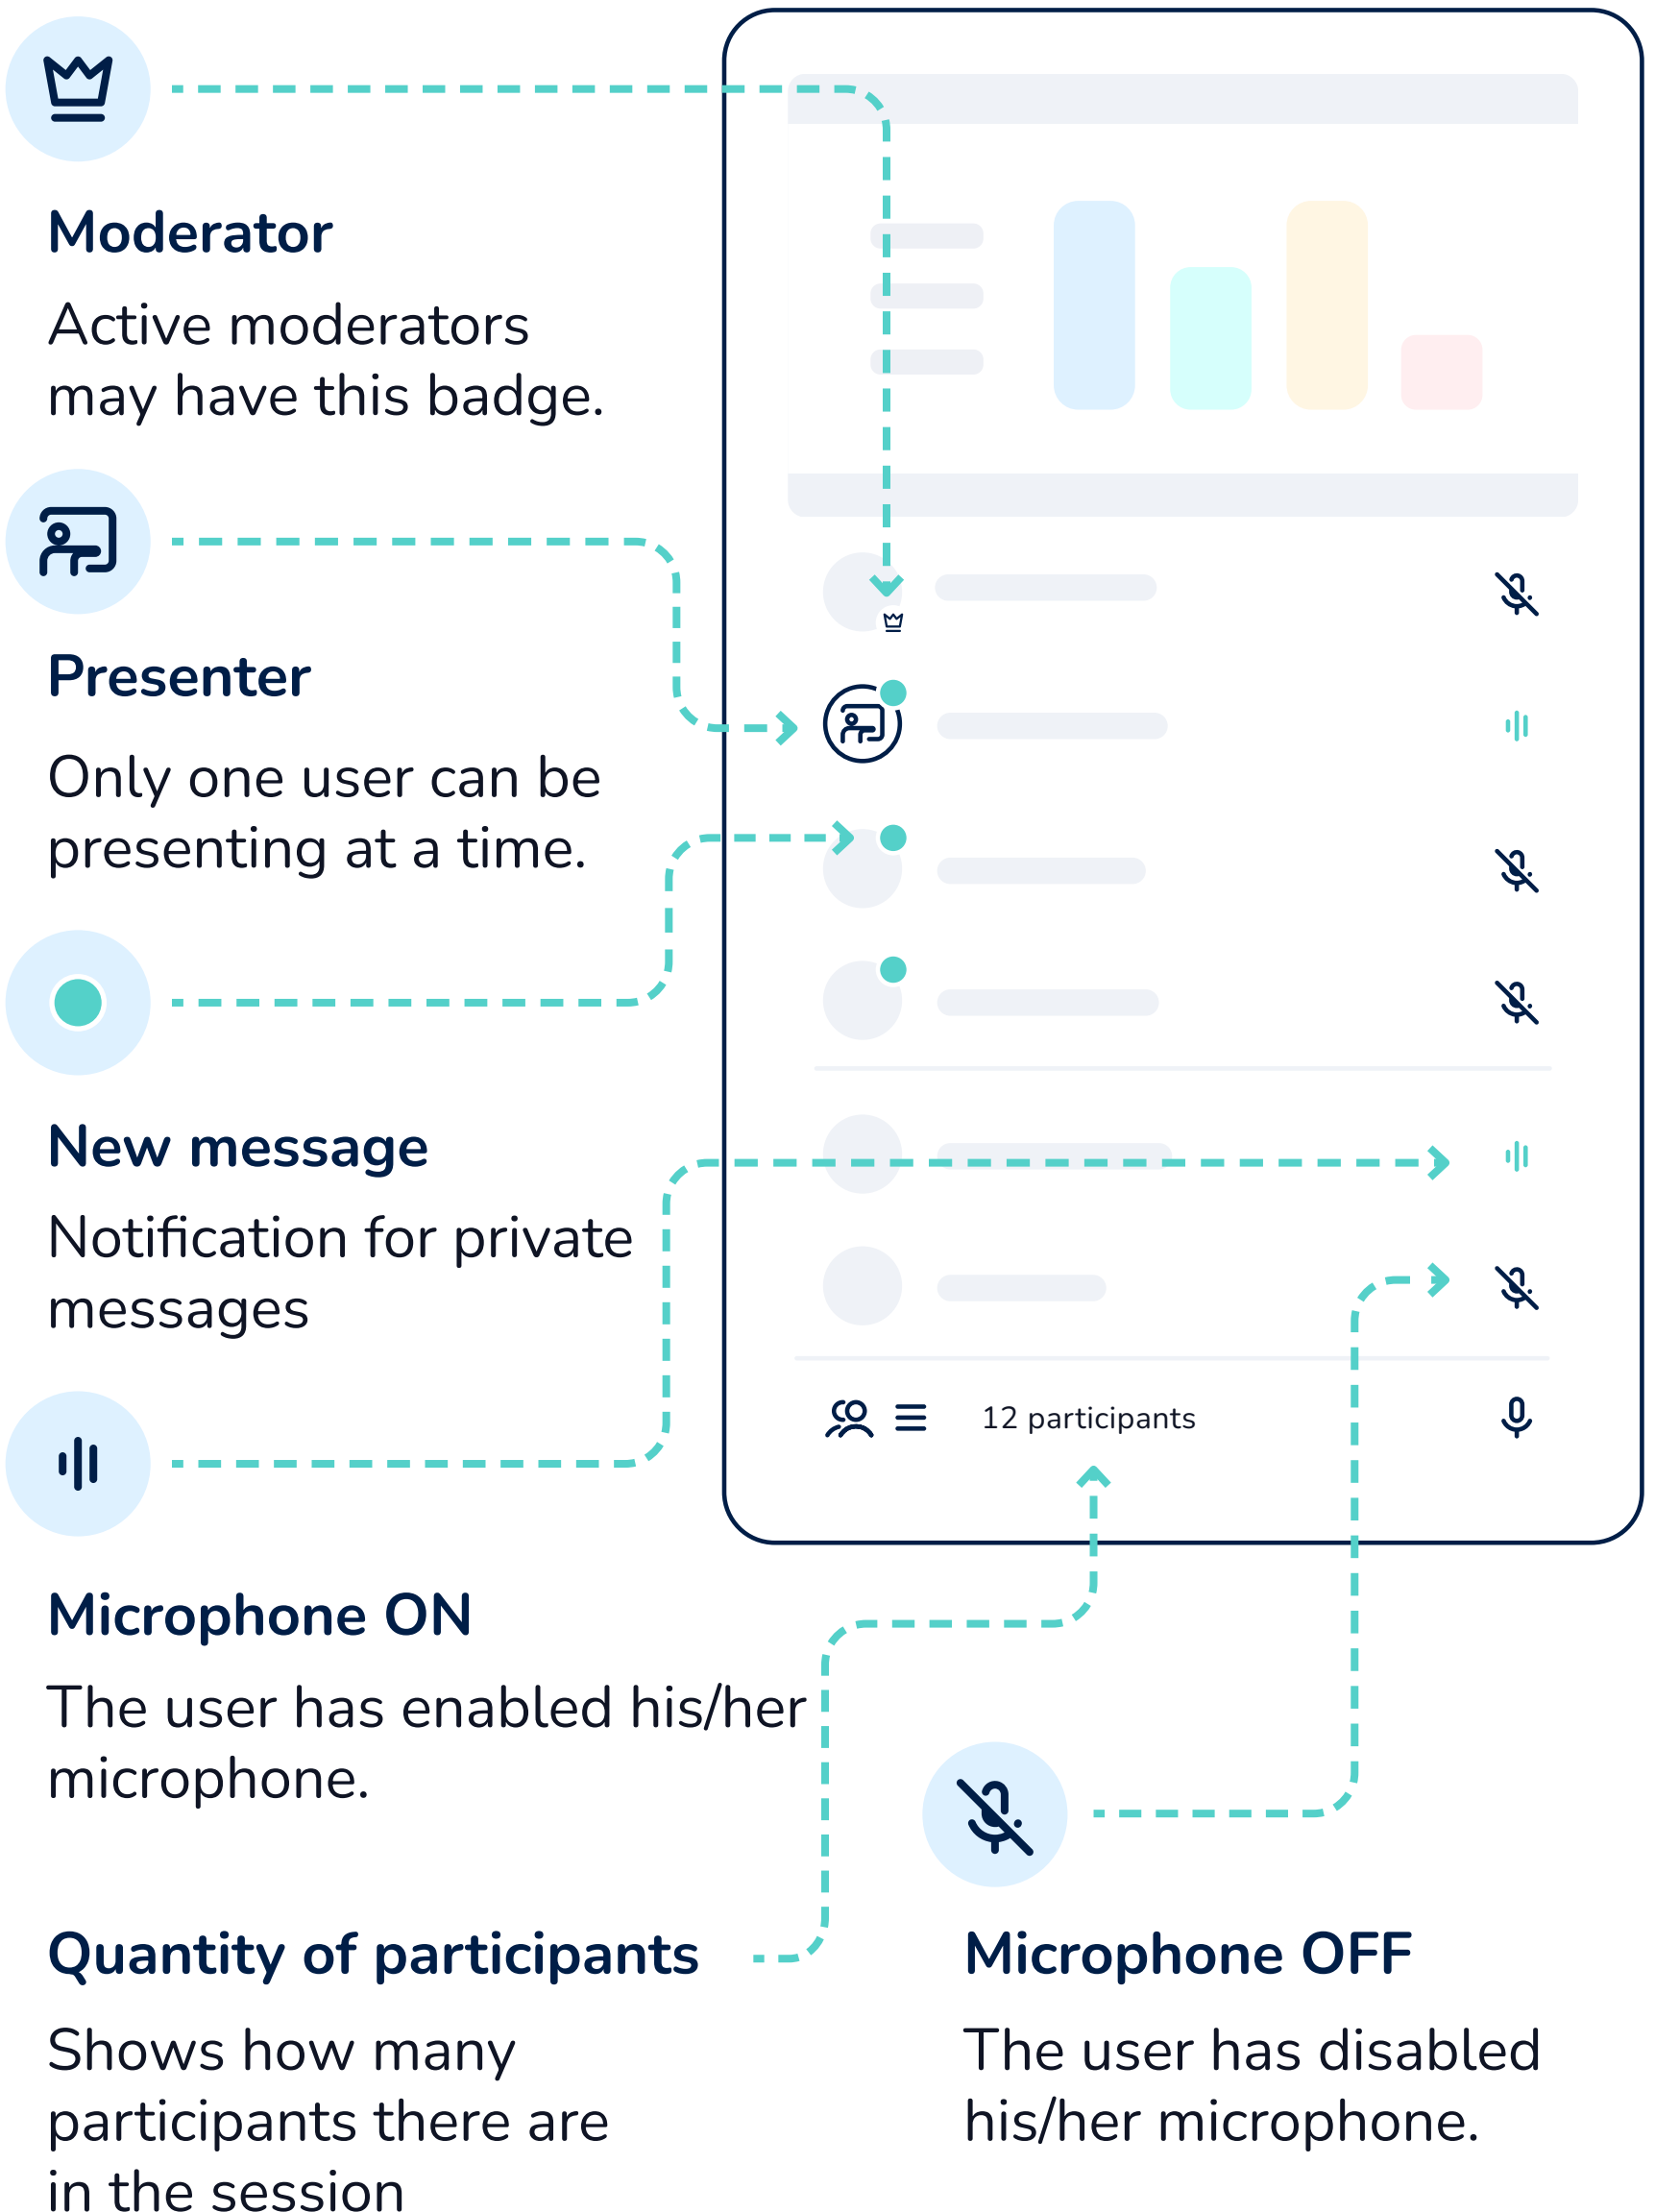 Moderator
Active moderators
may have this badge.
Presenter
Only one user can be
presenting at a time.
New message
Notification for private
messages
12 participants
Microphone ON
The user has enabled his/her
microphone.
Quantity of participants
Shows how many
participants there are
in the session
Microphone OFF
The user has disabled
his/her microphone.